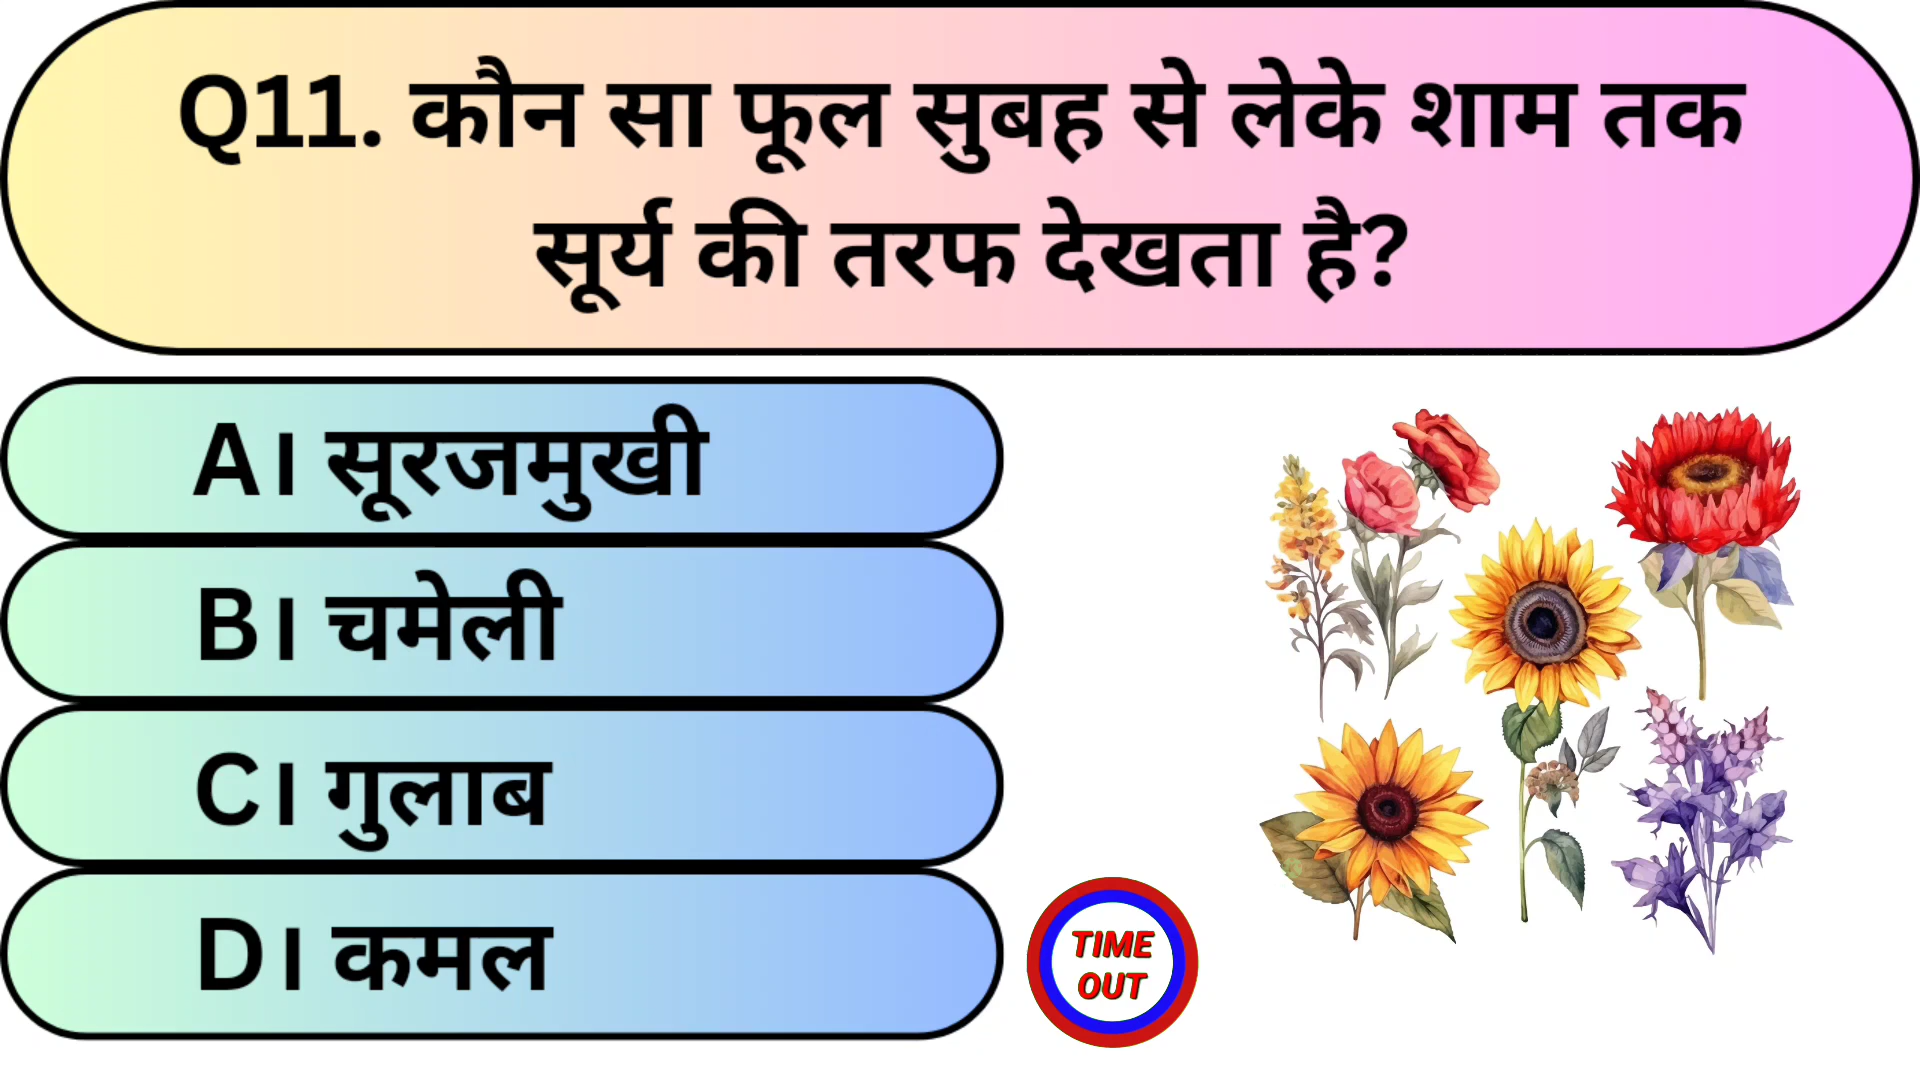 Q11. कौन सा फूल सुबह से लेके शाम तक
सूर्य की तरफ देखता है?
A। सूरजमुखी
B। चमेली
C। गुलाब
D। कमल
TIME
OUT